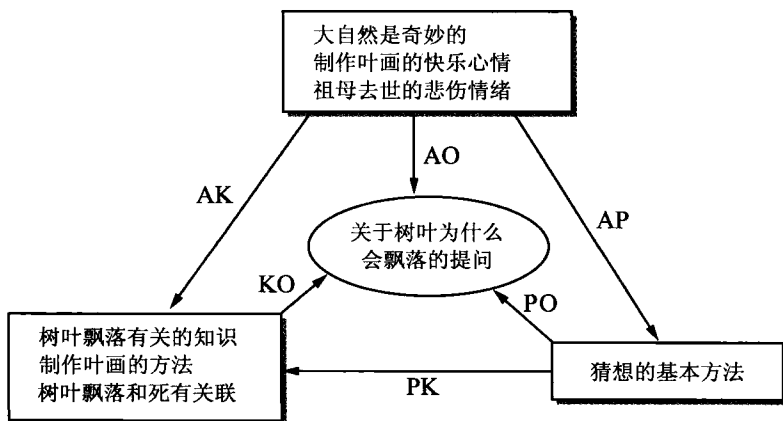 大自然是奇妙的
制作叶画的快乐心情
祖母去世的悲伤情绪
AO
AK
AP
关于树叶为什么
会飘落的提问
KO
PO
树叶飘落有关的知识
制作叶画的方法
树叶飘落和死有关联
PK
猜想的基本方法